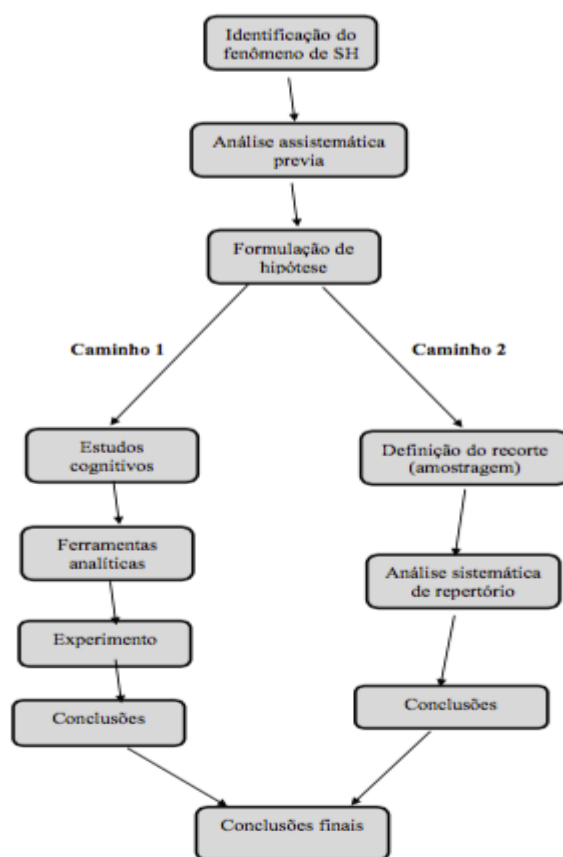 Identificação do
fenômeno de SH
Análise assistemática
previa
Formulação de
hipótese
Caminho 1
Caminho 2
Estudos
cognitivos
Definição do recorte
(amostragem)
Ferramentas
analíticas
Análise sistemática
de repertório
Experimento
Conclusões
Conclusões
Conclusões finais